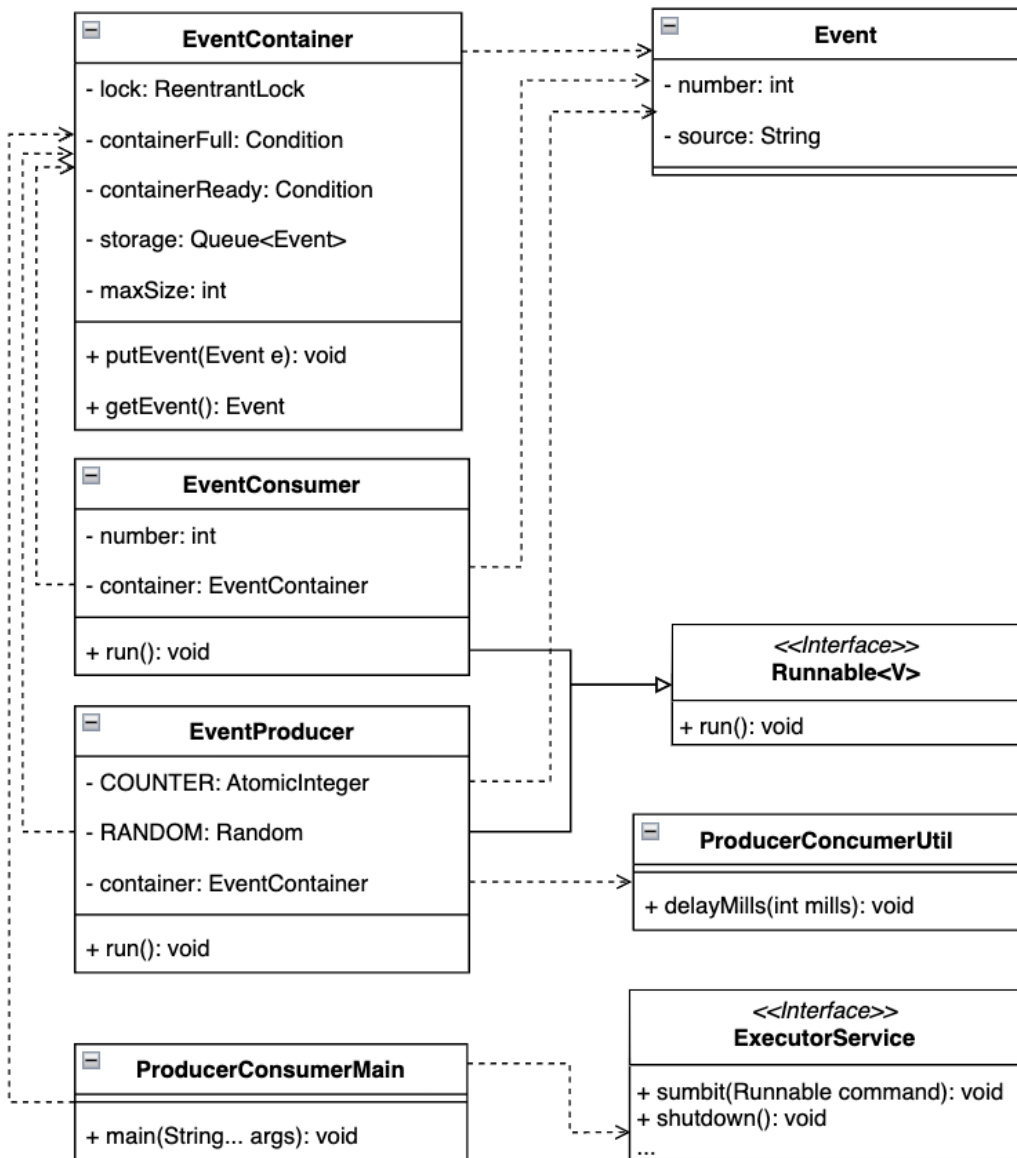 EventContainer
- lock: ReentrantLock
- containerFull: Condition
- containerReady: Condition
- storage: Queue<Event>
- maxSize: int
+ putEvent(Event e): void
+ getEvent(): Event
Event
- number: int
- source: String
EventConsumer
- number: int
- container: EventContainer
+ run(): void
<<Interface>>
Runnable<V>
+ run(): void
EventProducer
- COUNTER: AtomicInteger
- RANDOM: Random
- container: EventContainer
+ run(): void
ProducerConcumerUtil
+ delayMills(int mills): void
ProducerConsumerMain
+ main(String... args): void
<<Interface>>
ExecutorService
+ sumbit(Runnable command): void
+ shutdown(): void
...